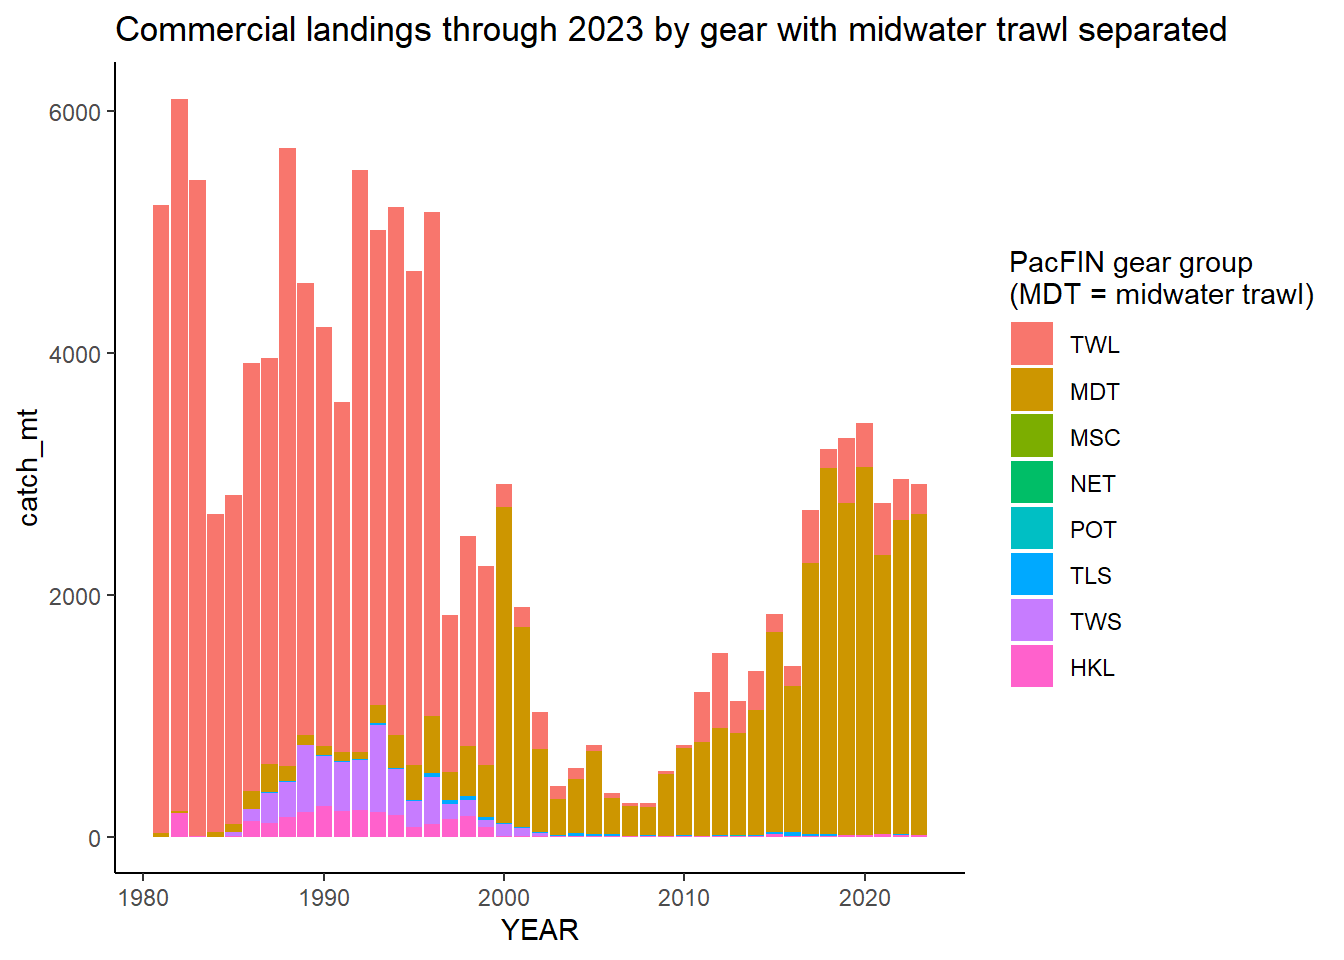 Commercial landings through 2023 by gear with midwater trawl separated
6000
4000
2000
0
catch_mt
1980
1990
2000
2010
2020
YEAR
PacFIN gear group
(MDT = midwater trawl)
TWL
MDT
MSC
NET
POT
TLS
TWS
HKL